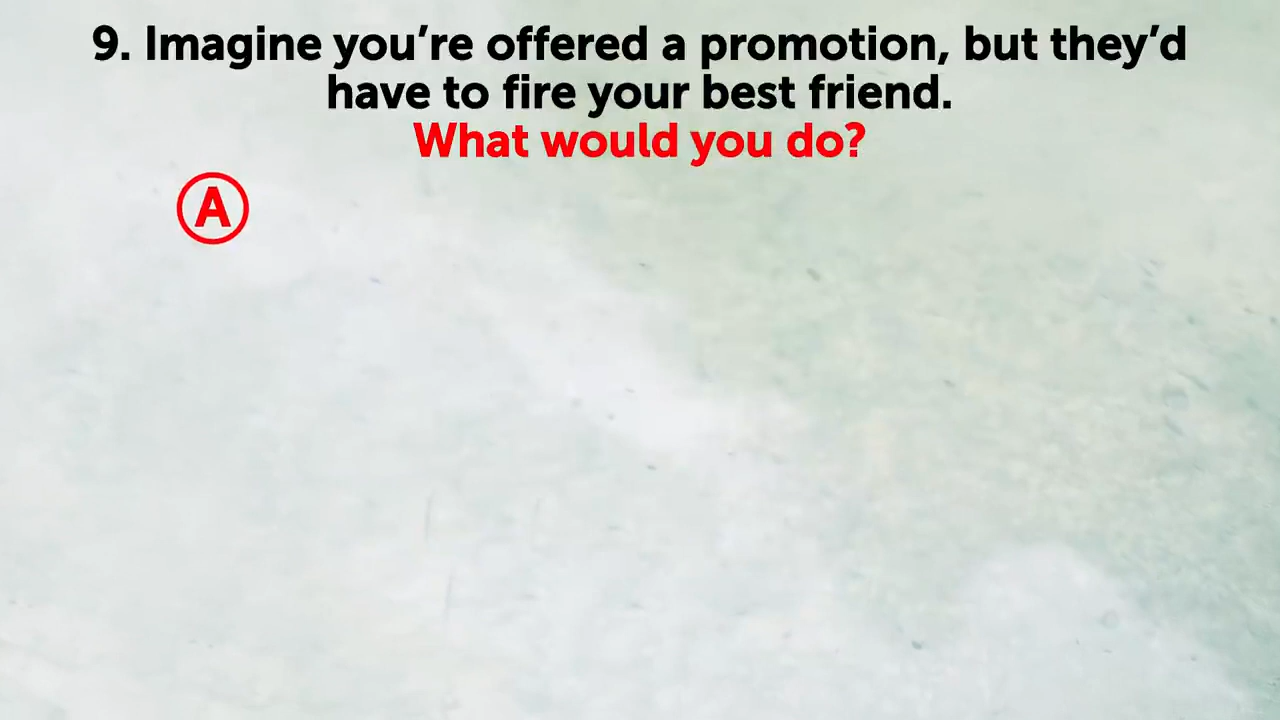 9. Imagine you’re offered a promotion, but they’d
have to fire your best friend.
What would you do?
A